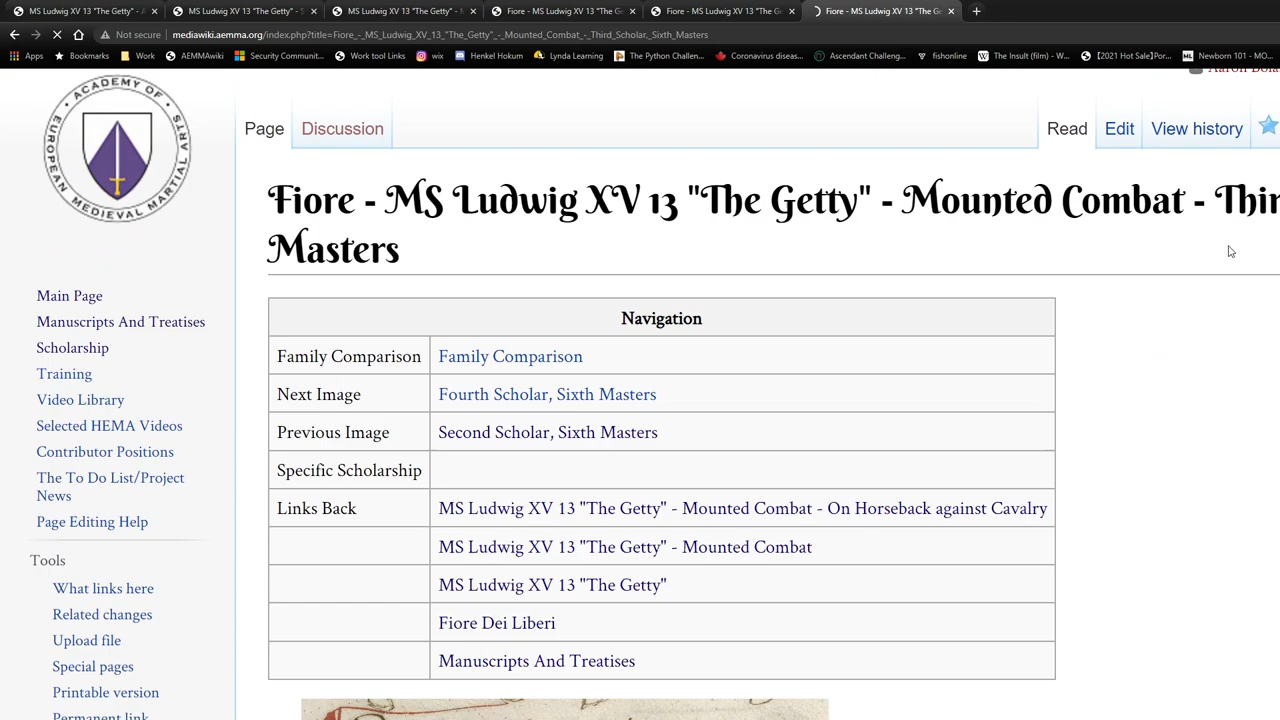 MS Ludwig XV 13 "The Getty" - A
MS Ludwig XV 13 "The Getty" - S
MS Ludwig XV 13 "The Getty" - M
Fiore - MS Ludwig XV 13 "The Ge
Fiore - MS Ludwig XV 13 "The Ge
Fiore - MS Ludwig XV 13 "The Ge
Not secure
mediawiki.aemma.org/index.php?title=Fiore_-_MS_Ludwig_XV_13_"The_Getty"_-_Mounted_Combat_-_Third_Scholar,_Sixth_Masters
Apps
Bookmarks
Work
AEMMAwiki
Security Communit...
Work tool Links
wix
Henkel Hokum
Lynda Learning
The Python Challen...
Coronavirus diseas...
Ascendant Challeng...
fishonline
The Insult (film) - W...
【2021 Hot Sale】Por...
Newborn 101 - MO...
ACADEMY OF
EUROPEAN MEDIEVAL MARTIAL ARTS
Page
Discussion
Read
Edit
View history
Fiore - MS Ludwig XV 13 "The Getty" - Mounted Combat - Thir
Masters
Main Page
Manuscripts And Treatises
Scholarship
Training
Video Library
Selected HEMA Videos
Contributor Positions
The To Do List/Project
News
Page Editing Help
Tools
What links here
Related changes
Upload file
Special pages
Printable version
Permanent link
Navigation
Family Comparison
Family Comparison
Next Image
Fourth Scholar, Sixth Masters
Previous Image
Second Scholar, Sixth Masters
Specific Scholarship
Links Back
MS Ludwig XV 13 "The Getty" - Mounted Combat - On Horseback against Cavalry
MS Ludwig XV 13 "The Getty" - Mounted Combat
MS Ludwig XV 13 "The Getty"
Fiore Dei Liberi
Manuscripts And Treatises